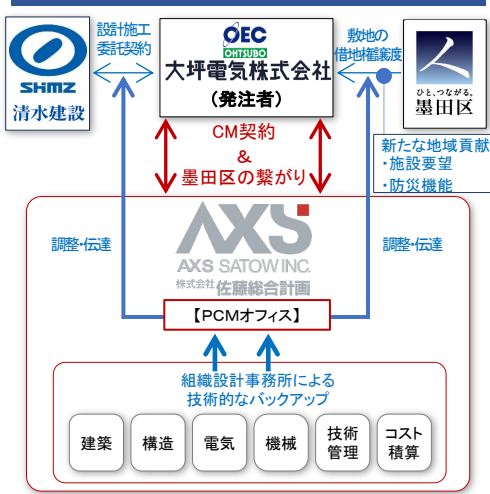 設計施工
委託契約
SHMZ
清水建設
OEC
OHTSUBO
大坪電気株式会社
(発注者)
敷地の
借地権譲度
人
ひと、つながる。
墨田区
新たな地域貢献
・施設要望
・防災機能
CM契約
&
墨田区の繋がり
調整・伝達
調整・伝達
AXS
AXS SATOW INC.
株式会社 佐藤総合計画
【PCMオフィス】
組織設計事務所による
技術的なバックアップ
建築
構造
電気
機械
技術
管理
コスト
積算